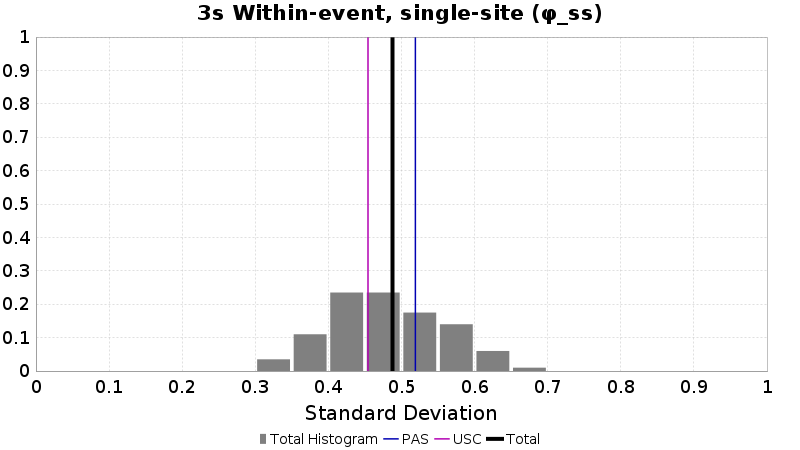 3s Within-event, single-site (φ_ss)
1
0.9
0.8
0.7
0.6
0.5
0.4
0.3
0.2
0.1
0
0 0.1 0.2 0.3 0.4 0.5 0.6 0.7 0.8 0.9 1
Standard Deviation
Total Histogram PAS USC Total